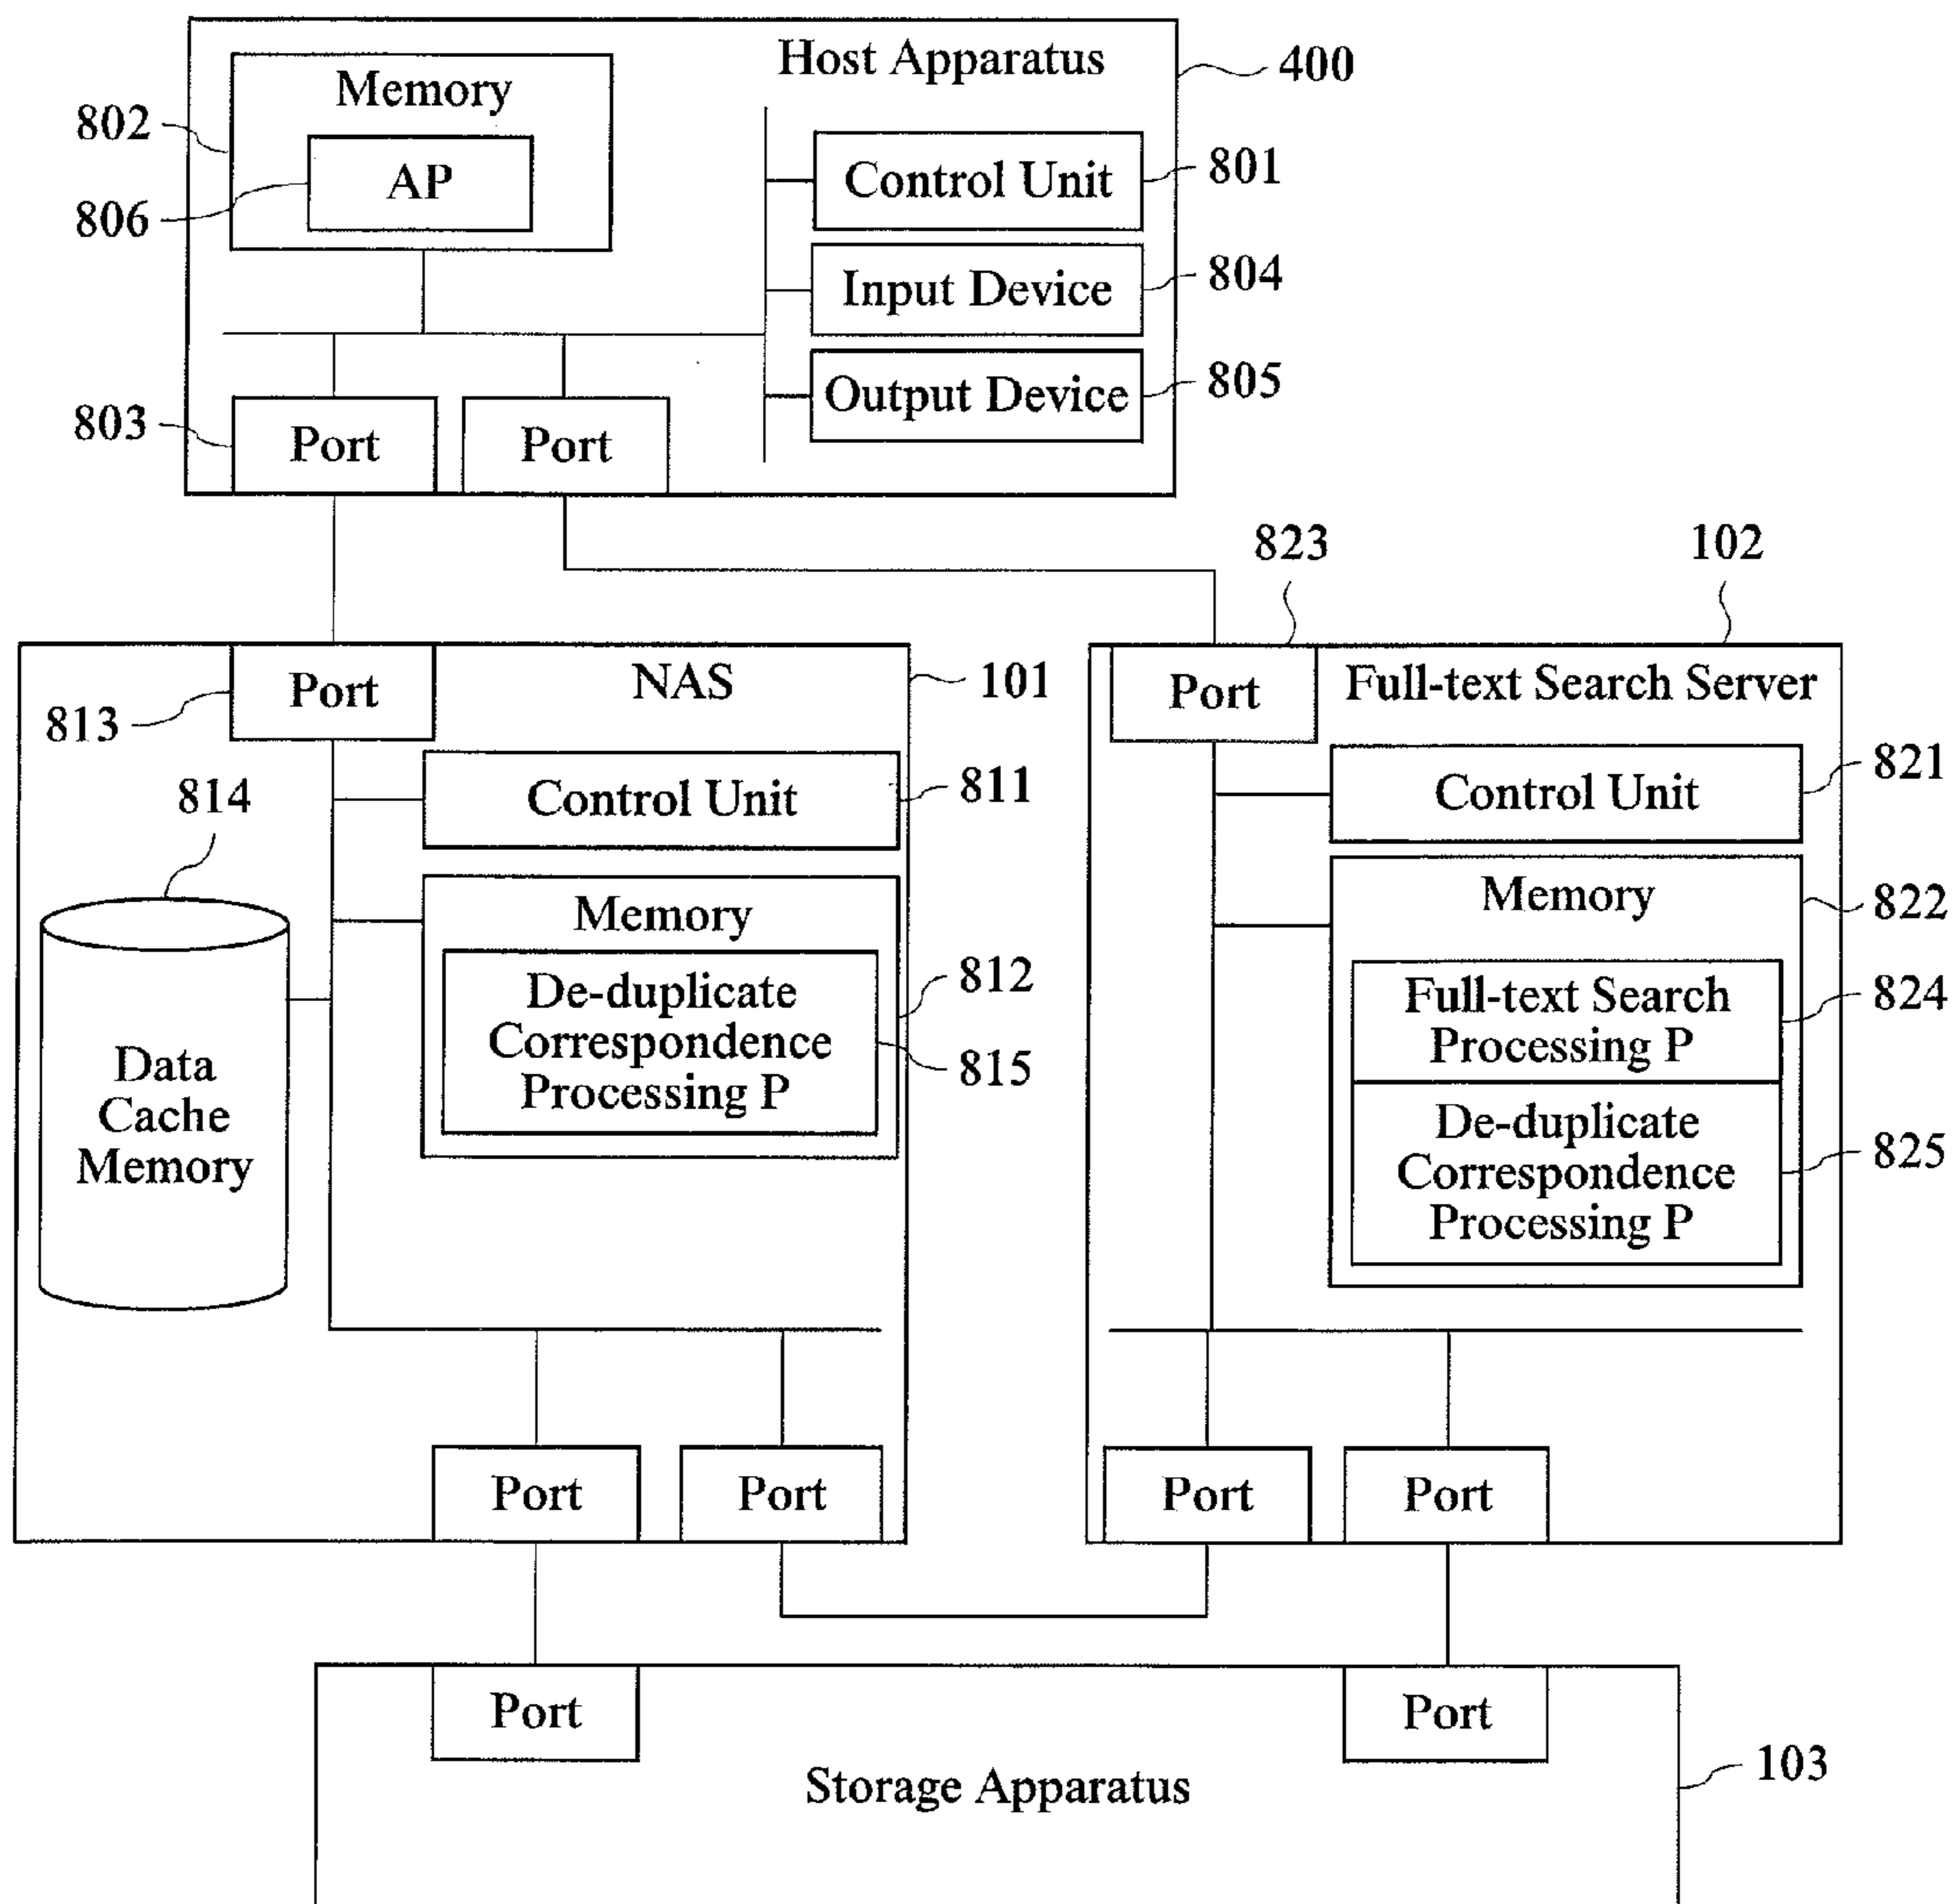 Host Apparatus
400
Memory
802
AP
806
Control Unit
801
Input Device
804
Output Device
805
803
Port
Port
823
102
Port
NAS
101
813
Port
Full-text Search Server
Control Unit
811
Control Unit
821
814
Memory
812
De-duplicate
Correspondence
Processing P
815
Data
Cache
Memory
Memory
822
Full-text Search
Processing P
824
De-duplicate
Correspondence
Processing P
825
Port
Port
Port
Port
Port
Port
Storage Apparatus
103